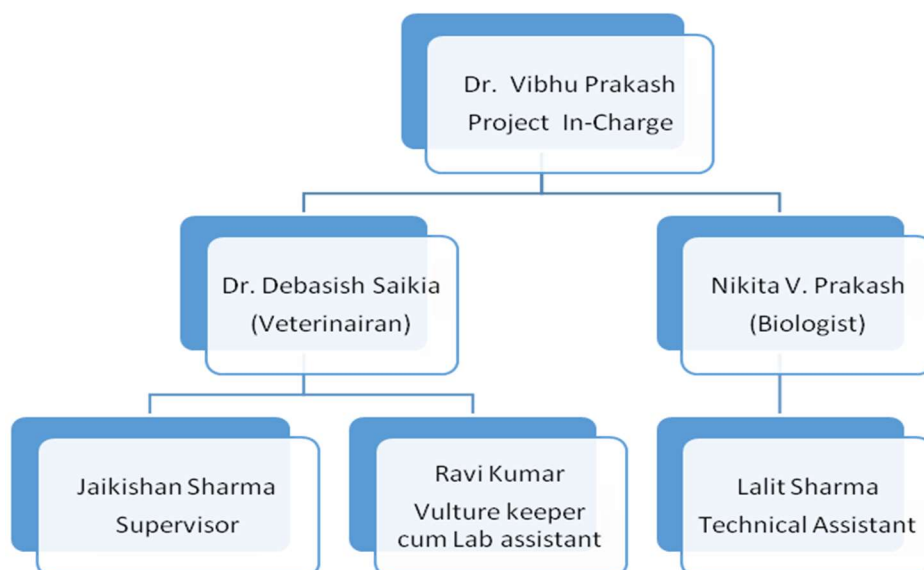 Dr. Vibhu Prakash
Project In-Charge
Dr. Debasish Saikia
(Veterinairan)
Nikita V. Prakash
(Biologist)
Jaikishan Sharma
Supervisor
Ravi Kumar
Vulture keeper
cum Lab assistant
Lalit Sharma
Technical Assistant